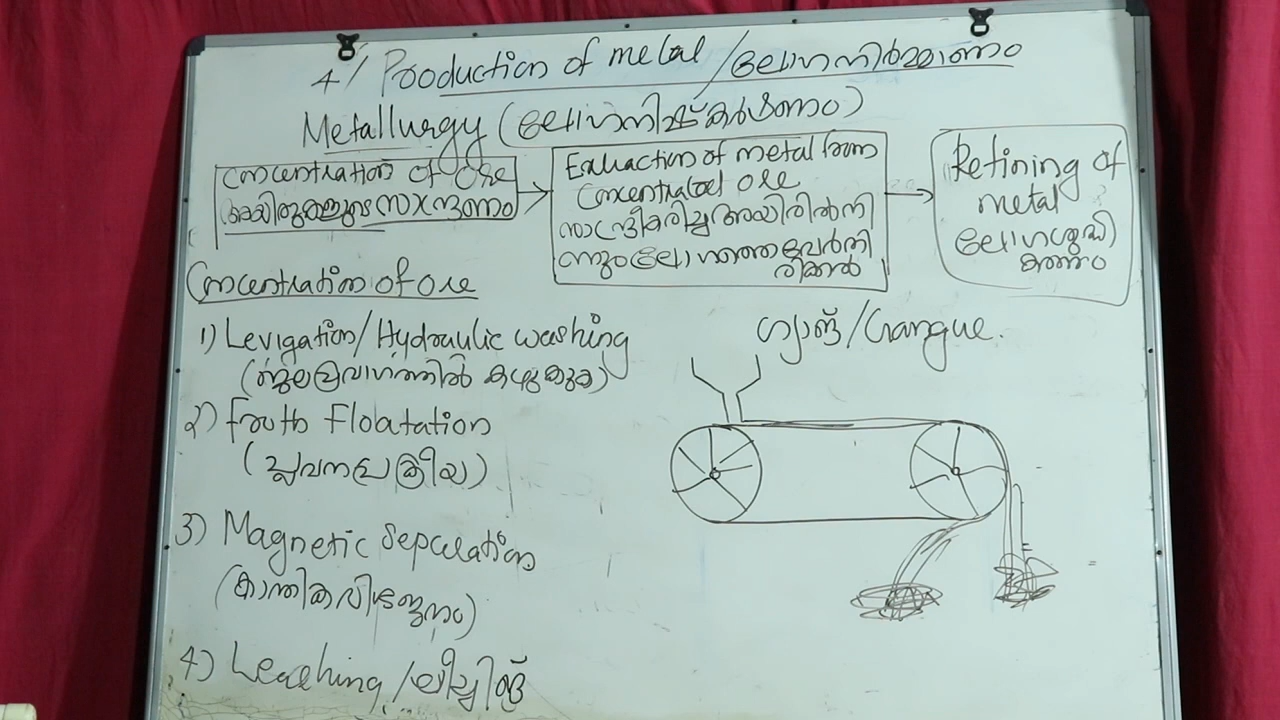 4/ Production of metal / ലോഹനിർമ്മാണം
Metallurgy (ലോഹനിഷ്കർഷണം)
Concentration of Ore
അയിരുകളുടെ സാന്ദ്രണം
Extraction of metal from
Concentrated Ore
സാന്ദ്രീകരിച്ച അയിരിൽനി
ന്നും ലോഹത്തെ വേർതി
രിക്കൽ
Refining of
metal
ലോഹശുദ്ധി
കരണം
Concentration of Ore
1) Levigation/Hydraulic washing
(ജലപ്രവാഹത്തിൽ കഴുകുക)
ഗ്യാങ്/Gangue.
2) froth Floatation
(പ്ലവനപ്രക്രിയ)
3) Magnetic Seperation
(കാന്തികവിഭജനം)
4) Leaching/ലീച്ചിങ്